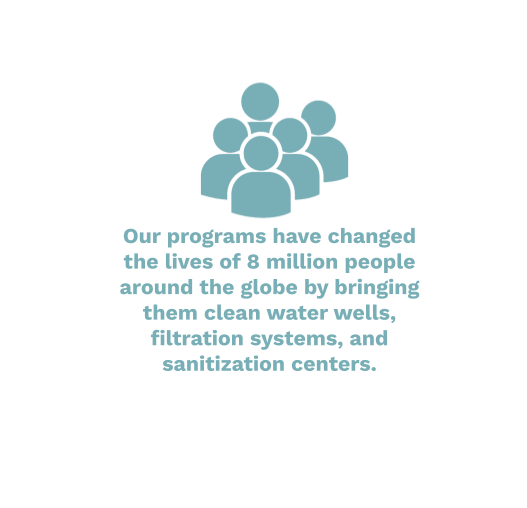 Our programs have changed
the lives of 8 million people
around the globe by bringing
them clean water wells,
filtration systems, and
sanitization centers.